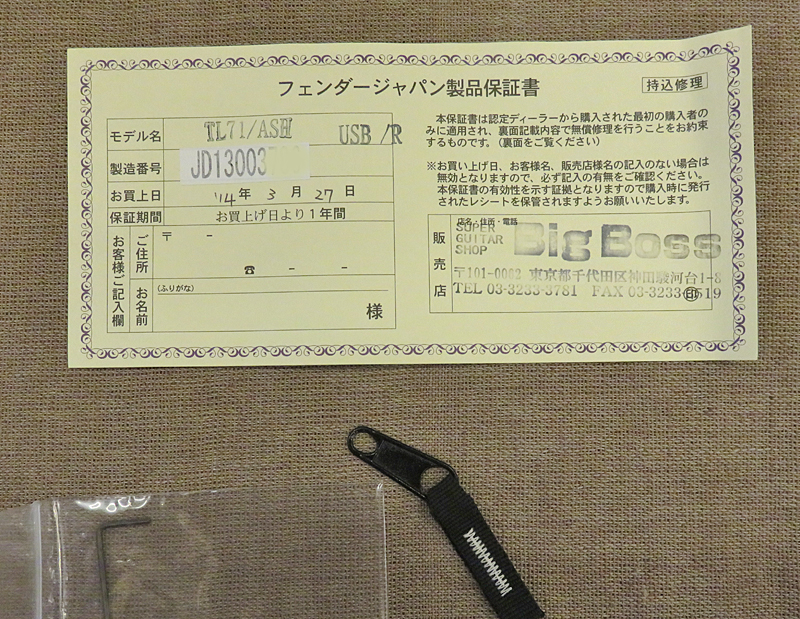 フェンダージャパン製品保証書
持込修理
モデル名 TL71/ASH USB /R
製造番号 JD13003
お買上日 '14年 3月 27日
保証期間 お買上げ日より1年間
お客様ご記入欄
ご住所 〒 -
☎ - -
お名前 (ふりがな)
様
本保証書は認定ディーラーから購入された最初の購入者の
みに適用され、裏面記載内容で無償修理を行うことをお約束
するものです。(裏面をご覧ください)
※お買い上げ日、お客様名、販売店様名の記入のない場合は
無効となりますので、必ず記入の有無をご確認ください。
本保証書の有効性を示す証拠となりますので購入時に発行
されたレシートを保管されますようお願いいたします。
販売店
店名・住所・電話
SUPER GUITAR SHOP Big Boss
〒101-0062 東京都千代田区神田駿河台1-8
TEL 03-3233-3781 FAX 03-3233 ㊞519